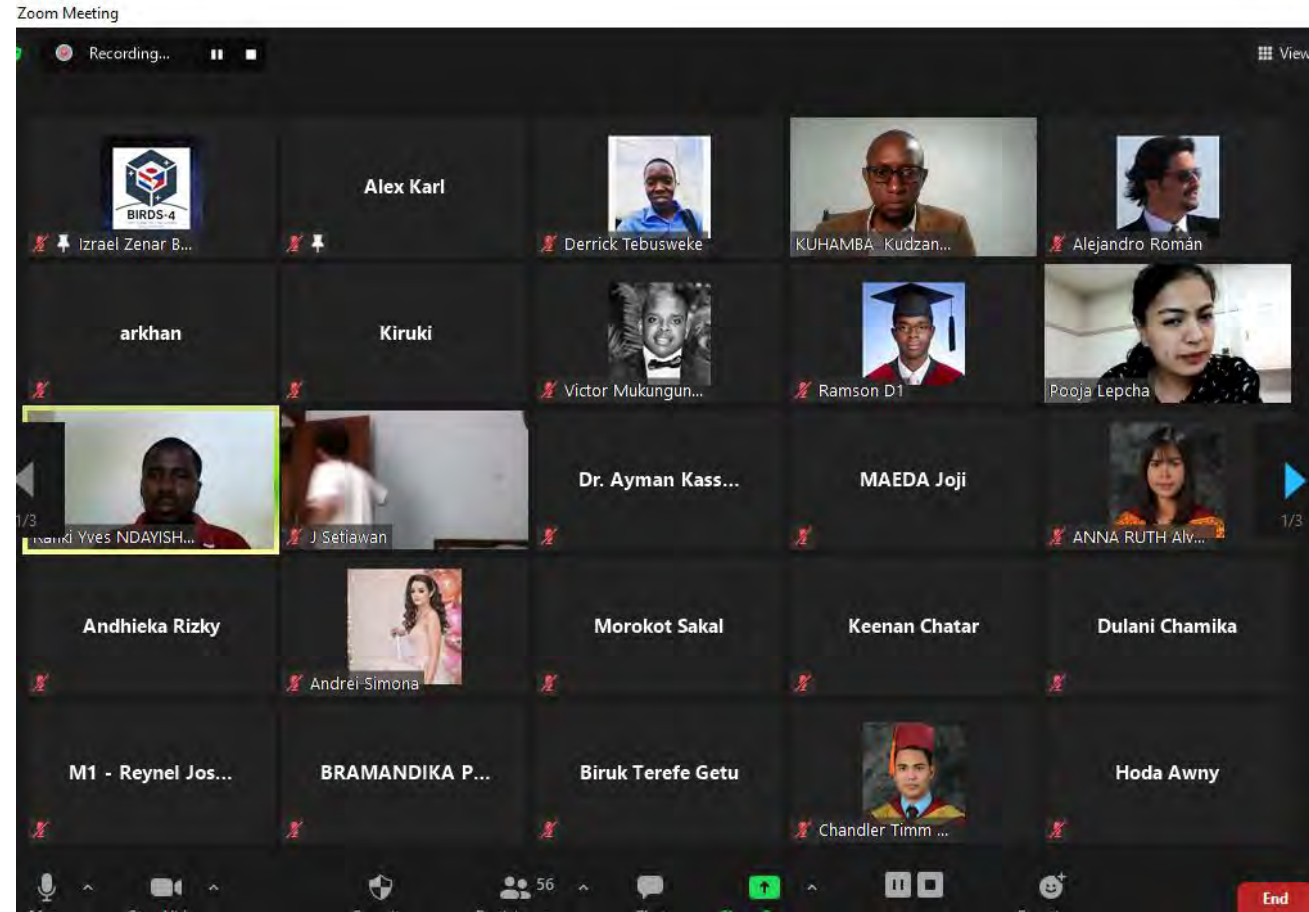 Zoom Meeting
Recording...
View
BIRDS-4
Izrael Zenar B...
Alex Karl
Derrick Tebusweke
KUHAMBA Kudzan...
Alejandro Román
arkhan
Kiruki
Victor Mukungun...
Ramson D1
Pooja Lepcha
1/3
Yves NDAYISH...
J Setiawan
Dr. Ayman Kass...
MAEDA Joji
ANNA RUTH Alv...
1/3
Andhieka Rizky
Andrei Simona
Morokot Sakal
Keenan Chatar
Dulani Chamika
M1 - Reynel Jos...
BRAMANDIKA P...
Biruk Terefe Getu
Chandler Timm ...
Hoda Awny
56
End